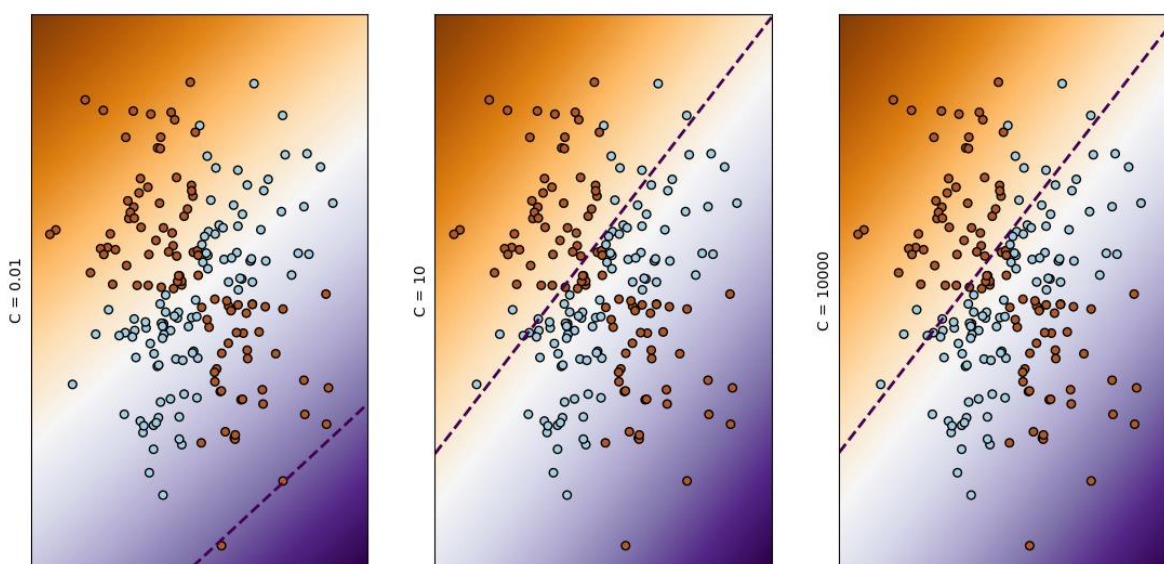 C = 0.01
C = 10
C = 10000